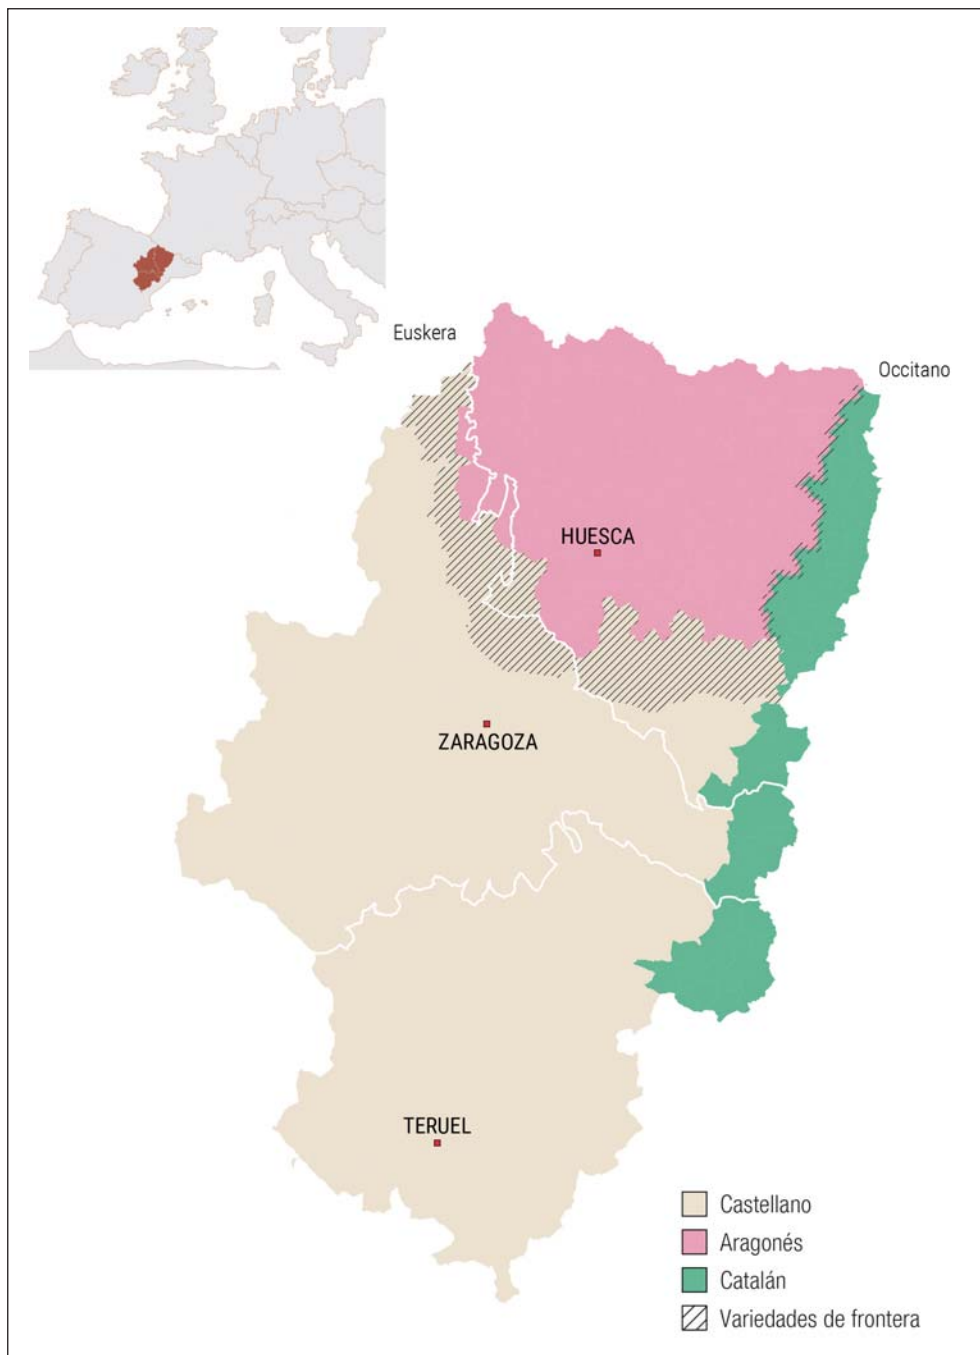 Euskera
Occitano
HUESCA
ZARAGOZA
TERUEL
Castellano
Aragonés
Catalán
Variedades de frontera